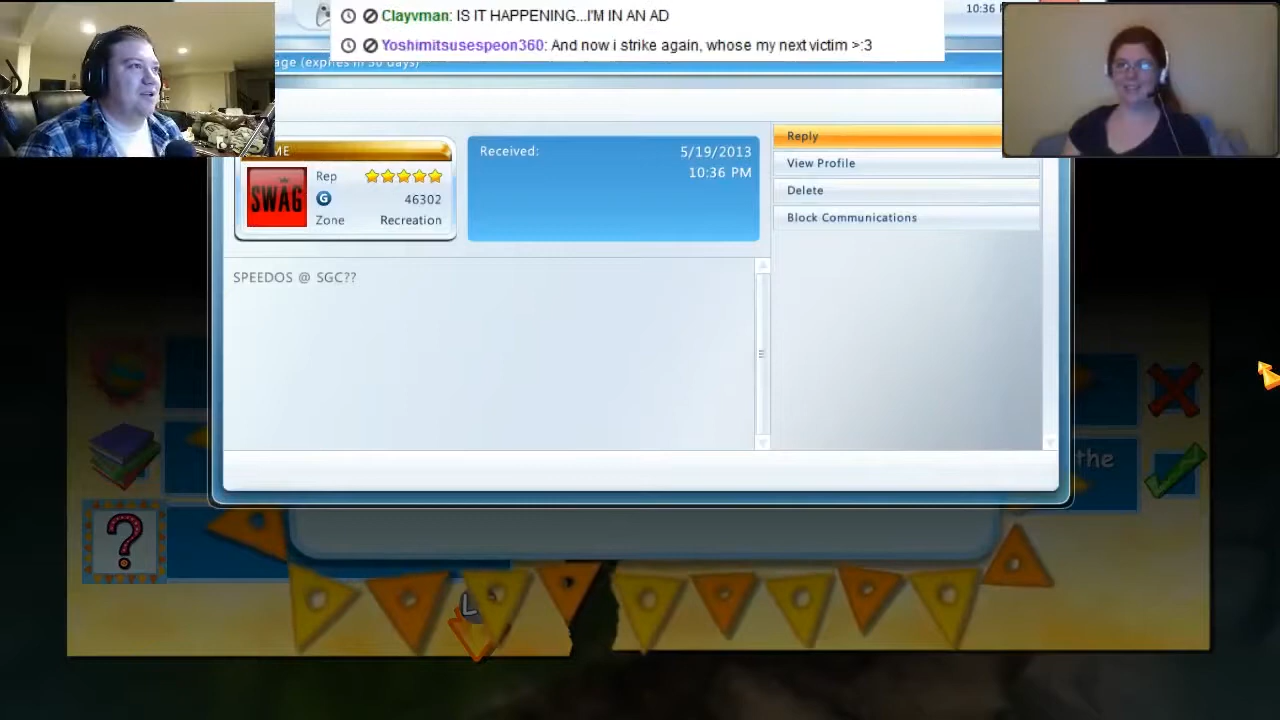 Clayvman: IS IT HAPPENING...I'M IN AN AD
Yoshimitsusespeon360: And now i strike again, whose my next victim >:3
10:36
age (expires in 30 days)
ME
SWAG
Rep
46302
Zone Recreation
Received: 5/19/2013
10:36 PM
Reply
View Profile
Delete
Block Communications
SPEEDOS @ SGC??
the
?
L